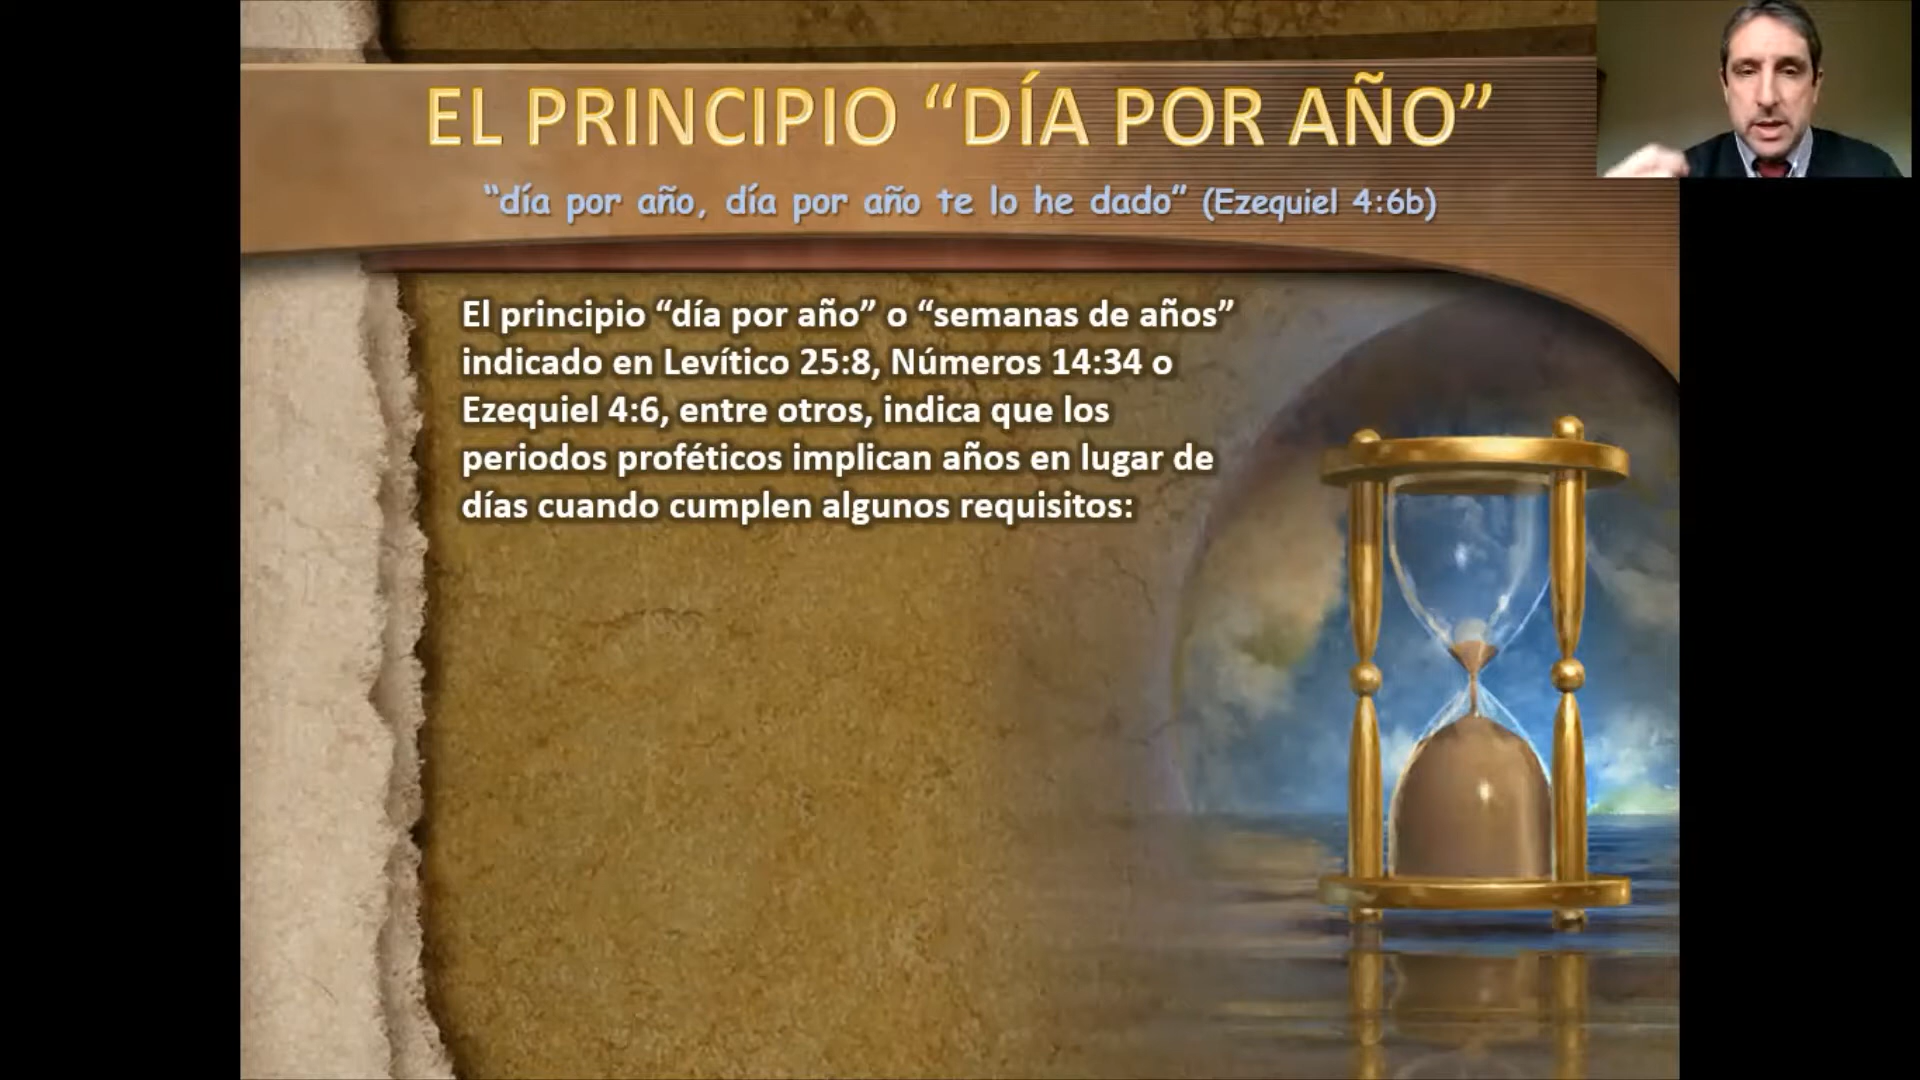 EL PRINCIPIO “DÍA POR AÑO”
“día por año, día por año te lo he dado” (Ezequiel 4:6b)
El principio “día por año” o “semanas de años”
indicado en Levítico 25:8, Números 14:34 o
Ezequiel 4:6, entre otros, indica que los
periodos proféticos implican años en lugar de
días cuando cumplen algunos requisitos: